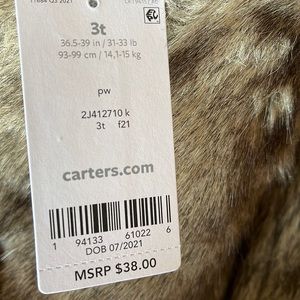 3t
36.5-39 in / 31-33 lb
93-99 cm / 14,1-15 kg
pw
2J412710 k
3t f21
carters.com
1 94133 61022 6
DOB 07/2021
MSRP $38.00